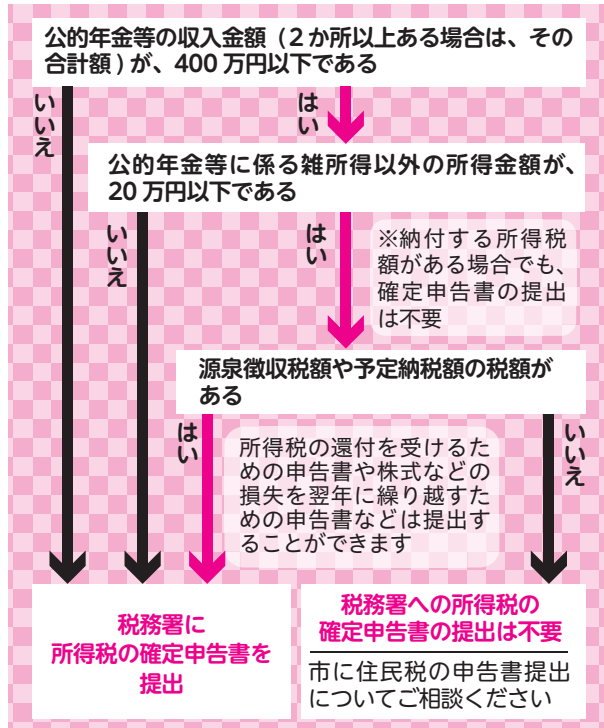 公的年金等の収入金額（２か所以上ある場合は、その
合計額）が、400 万円以下である
いいえ
はい
公的年金等に係る雑所得以外の所得金額が、
20 万円以下である
いいえ
はい
※納付する所得税
額がある場合でも、
確定申告書の提出
は不要
源泉徴収税額や予定納税額の税額が
ある
はい
所得税の還付を受けるた
めの申告書や株式などの
損失を翌年に繰り越すた
めの申告書などは提出す
ることができます
いいえ
税務署に
所得税の確定申告書を
提出
税務署への所得税の
確定申告書の提出は不要
市に住民税の申告書提出
についてご相談ください